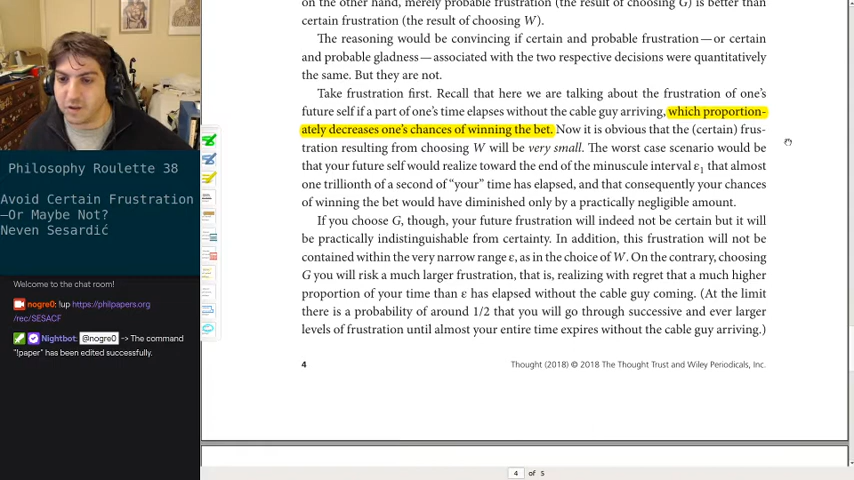 on the other hand, merely probable frustration (the result of choosing G) is better than
certain frustration (the result of choosing W).
The reasoning would be convincing if certain and probable frustration—or certain
and probable gladness—associated with the two respective decisions were quantitatively
the same. But they are not.
Take frustration first. Recall that here we are talking about the frustration of one's
future self if a part of one's time elapses without the cable guy arriving, which proportion-
ately decreases one's chances of winning the bet. Now it is obvious that the (certain) frus-
tration resulting from choosing W will be very small. The worst case scenario would be
that your future self would realize toward the end of the minuscule interval ε₁ that almost
one trillionth of a second of “your” time has elapsed, and that consequently your chances
of winning the bet would have diminished only by a practically negligible amount.
If you choose G, though, your future frustration will indeed not be certain but it will
be practically indistinguishable from certainty. In addition, this frustration will not be
contained within the very narrow range ε, as in the choice of W. On the contrary, choosing
G you will risk a much larger frustration, that is, realizing with regret that a much higher
proportion of your time than ε has elapsed without the cable guy coming. (At the limit
there is a probability of around 1/2 that you will go through successive and ever larger
levels of frustration until almost your entire time expires without the cable guy arriving.)
4 Thought (2018) © 2018 The Thought Trust and Wiley Periodicals, Inc.
4 of 5
Philosophy Roulette 38
Avoid Certain Frustration
—Or Maybe Not?
Neven Sesardić
Welcome to the chat room!
nogre0: !up https://philpapers.org
/rec/SESACF
Nightbot: @nogre0 -> The command
"!paper" has been edited successfully.